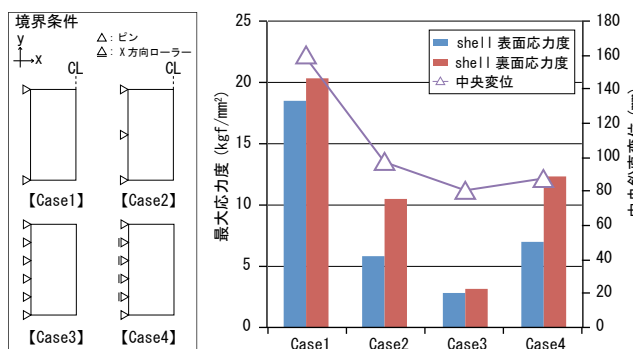 境界条件
y
x
△: ピン
△: X 方向ローラー
CL
CL
【Case1】
【Case2】
【Case3】
【Case4】
最大応力度 (kgf/mm²)
25
20
15
10
5
0
shell 表面応力度
shell 裏面応力度
中央変位
180
160
140
120
100
80
60
40
20
0
Case1
Case2
Case3
Case4